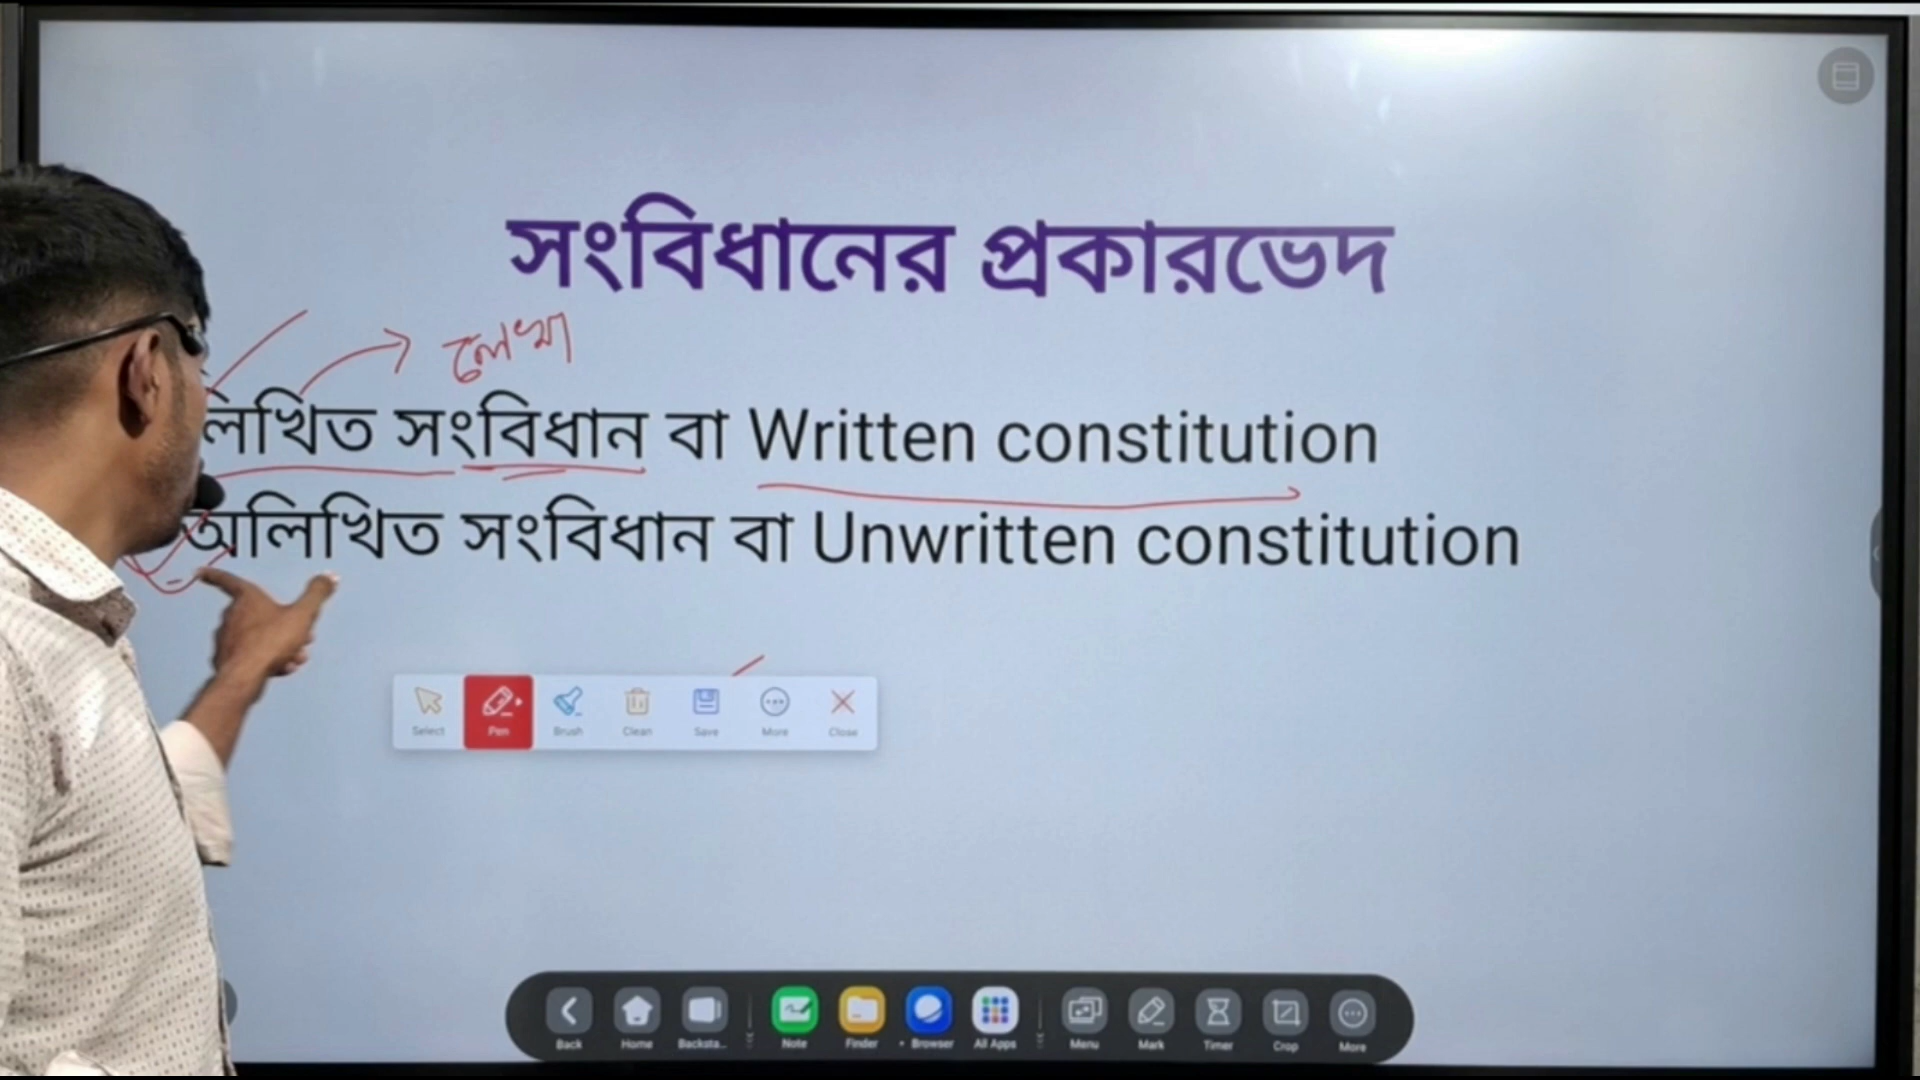 সংবিধানের প্রকারভেদ
লেখা
লিখিত সংবিধান বা Written constitution
অলিখিত সংবিধান বা Unwritten constitution
Select Pen Brush Clean Save More Close
Back Home Backsta... Note Finder Browser All Apps Menu Mark Timer Crop More